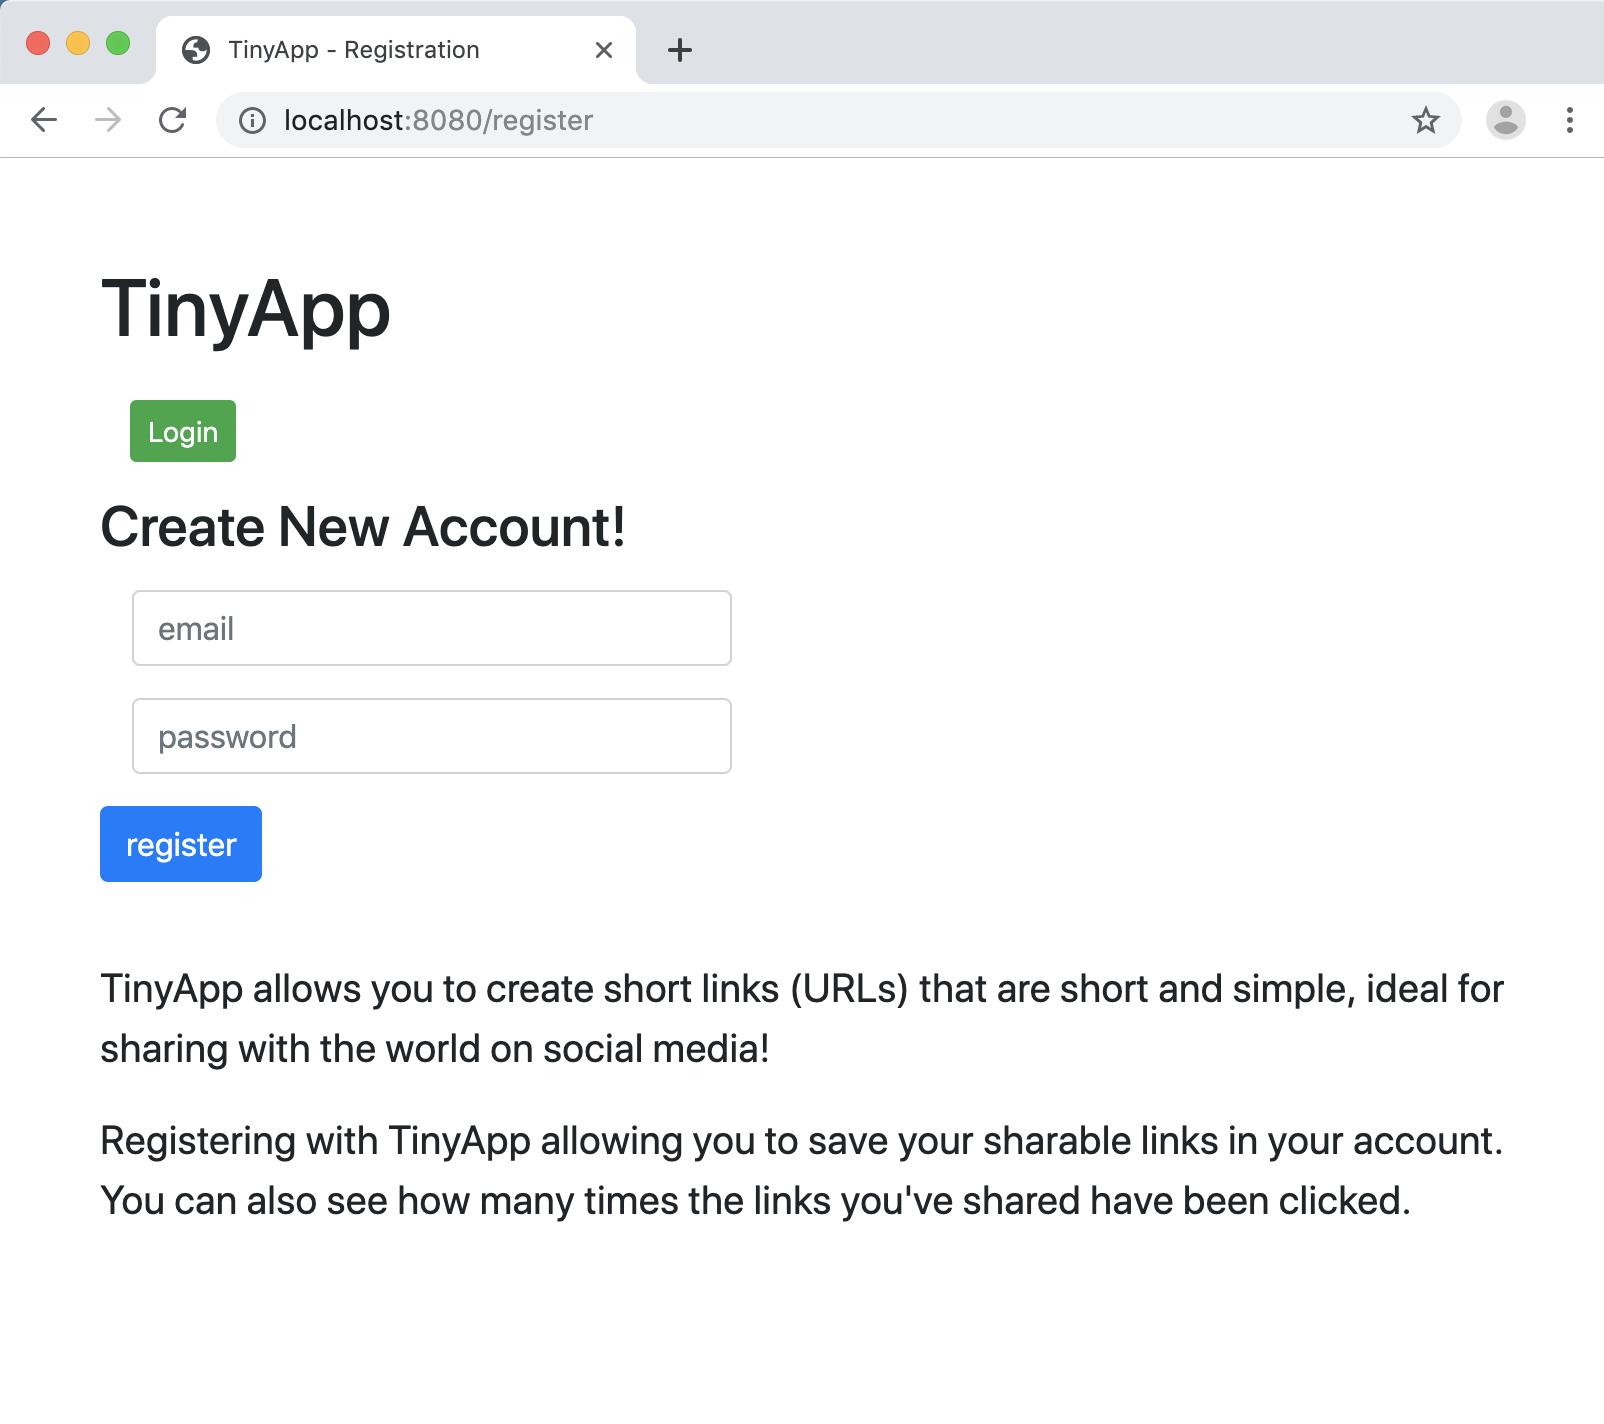 TinyApp - Registration
localhost:8080/register
TinyApp
Login
Create New Account!
email
password
register
TinyApp allows you to create short links (URLs) that are short and simple, ideal for
sharing with the world on social media!
Registering with TinyApp allowing you to save your sharable links in your account.
You can also see how many times the links you've shared have been clicked.